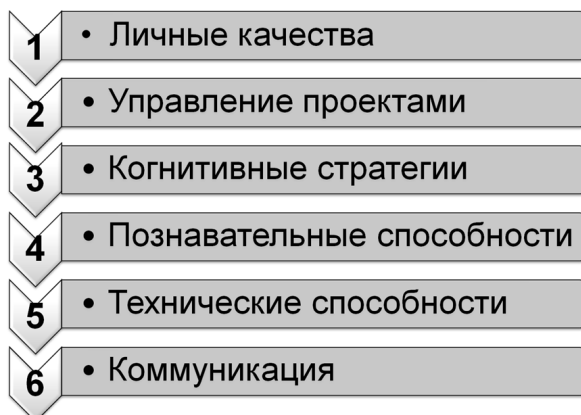 1 • Личные качества
2 • Управление проектами
3 • Когнитивные стратегии
4 • Познавательные способности
5 • Технические способности
6 • Коммуникация